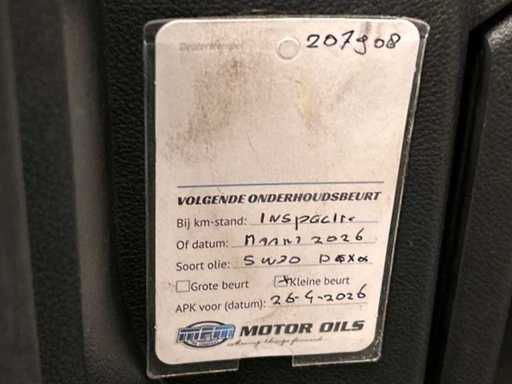 207908
VOLGENDE ONDERHOUDSBEURT
Bij km-stand: Inspectie
Of datum: Maart 2026
Soort olie: 5W20
Grote beurt Kleine beurt
APK voor (datum): 26-4-2026
MPM MOTOR OILS